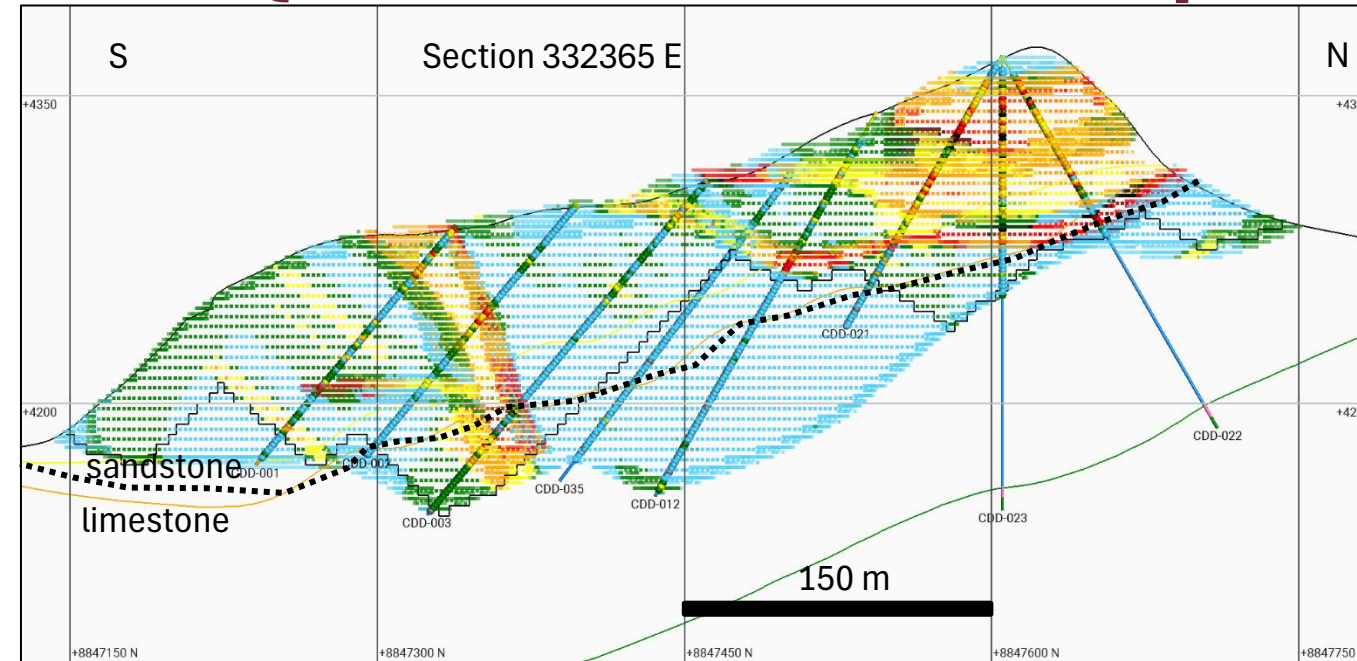 S
Section 332365 E
N
+4350
+43
+4200
+42
sandstone
limestone
CDD-001
CDD-002
CDD-003
CDD-035
CDD-012
CDD-021
CDD-022
CDD-023
150 m
+8847150 N
+8847300 N
+8847450 N
+8847600 N
+8847750